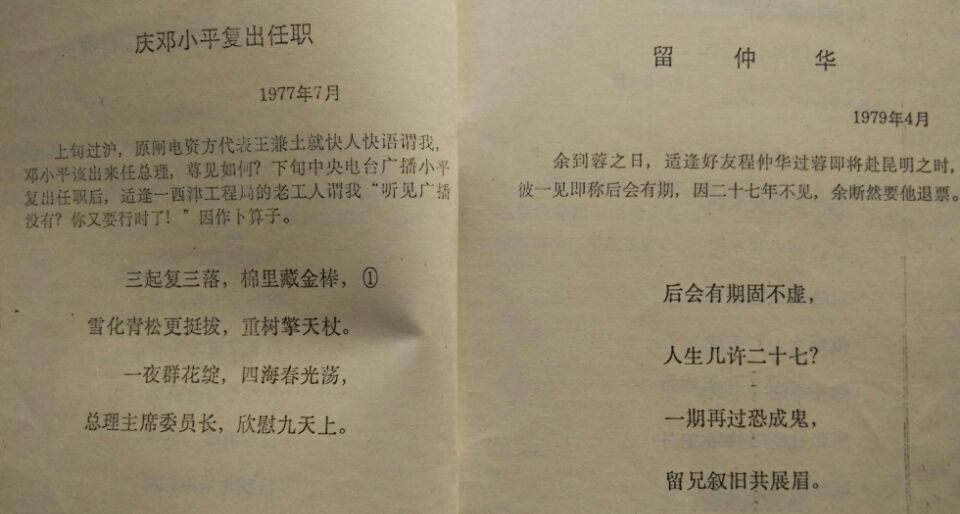 庆邓小平复出任职
1977年7月
上旬过沪，原闸电资方代表王兼士就快人快语谓我，
邓小平该出来任总理，尊见如何？下旬中央电台广播小平
复出任职后，适逢一西津工程局的老工人谓我“听见广播
没有？你又要行时了！”因作卜算子。
三起复三落，棉里藏金棒，①
雪化青松更挺拔，重树擎天杖。
一夜群花绽，四海春光荡，
总理主席委员长，欣慰九天上。
留仲华
1979年4月
余到蓉之日，适逢好友程仲华过蓉即将赴昆明之时，
彼一见即称后会有期，因二十七年不见，余断然要他退票。
后会有期固不虚，
人生几许二十七？
一期再过恐成鬼，
留兄叙旧共展眉。